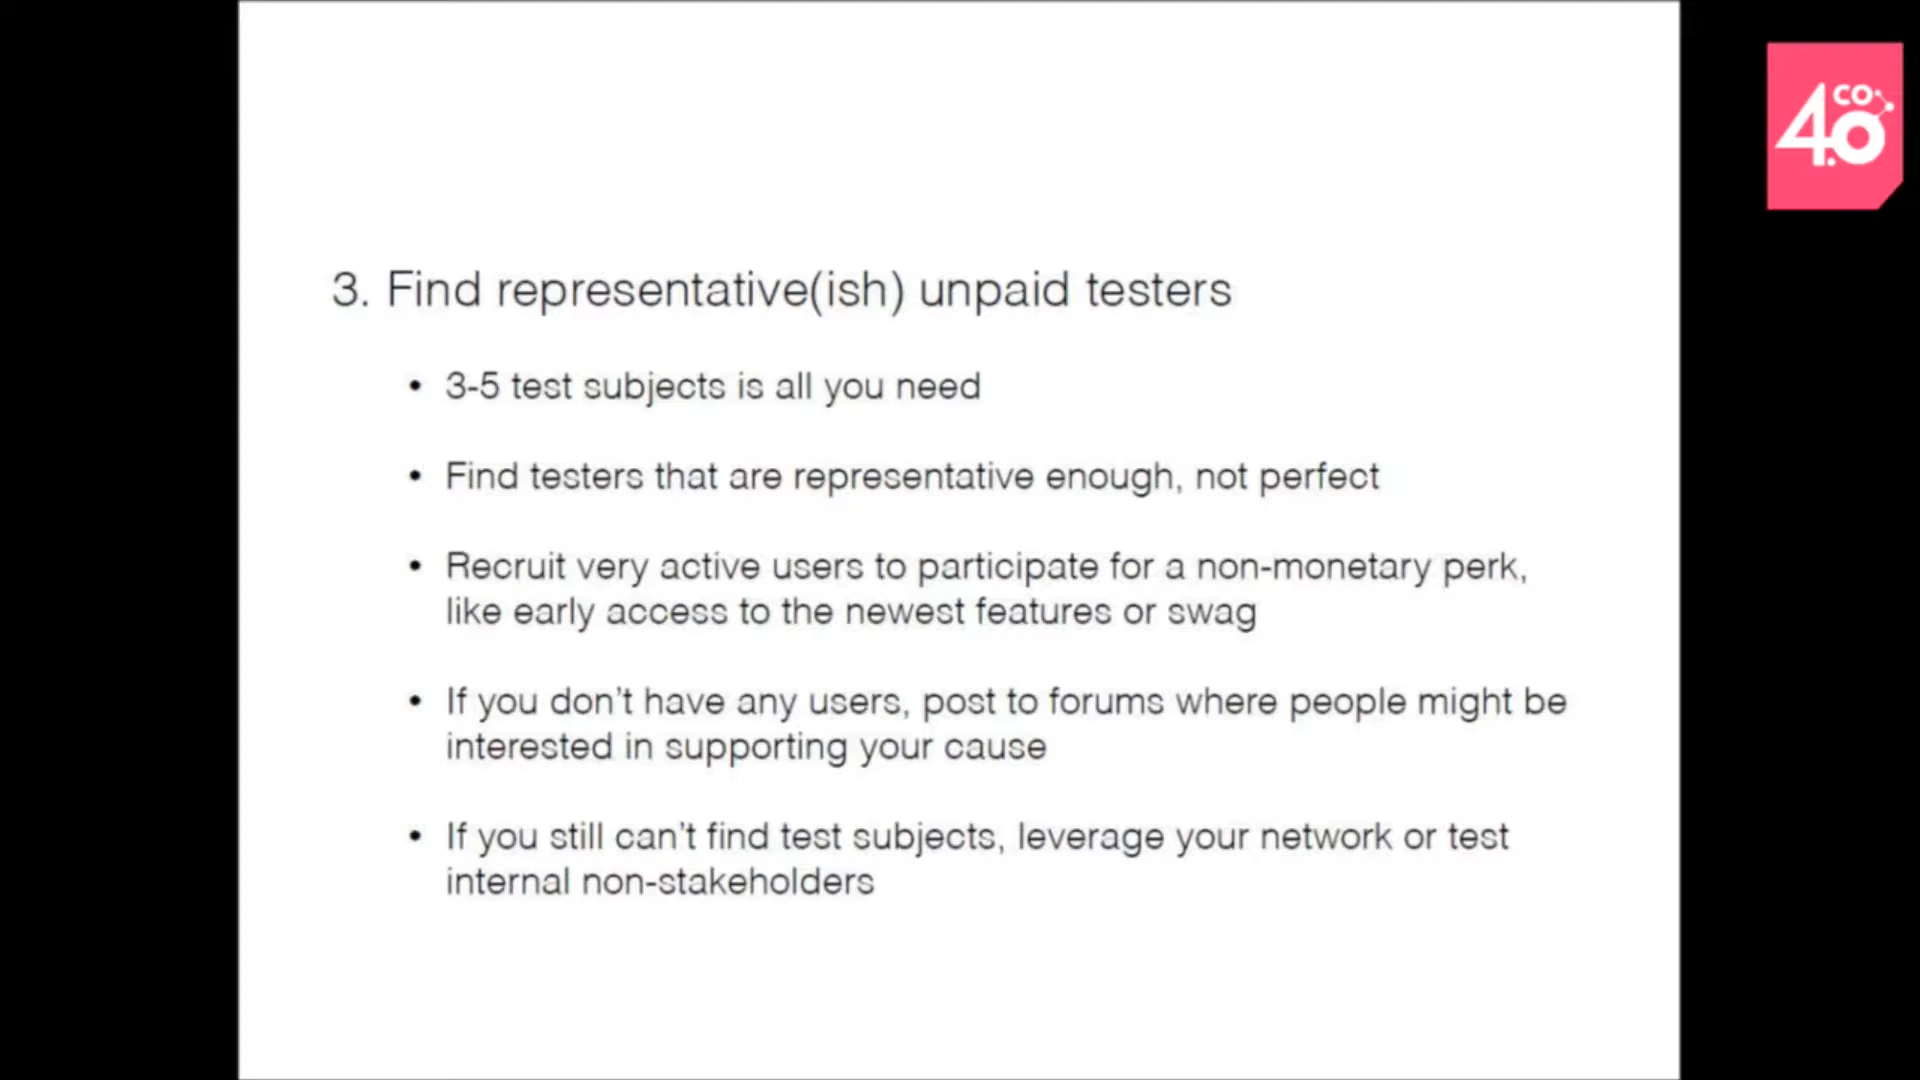 3. Find representative(ish) unpaid testers
• 3-5 test subjects is all you need
• Find testers that are representative enough, not perfect
• Recruit very active users to participate for a non-monetary perk,
like early access to the newest features or swag
• If you don't have any users, post to forums where people might be
interested in supporting your cause
• If you still can't find test subjects, leverage your network or test
internal non-stakeholders
4.0
CO